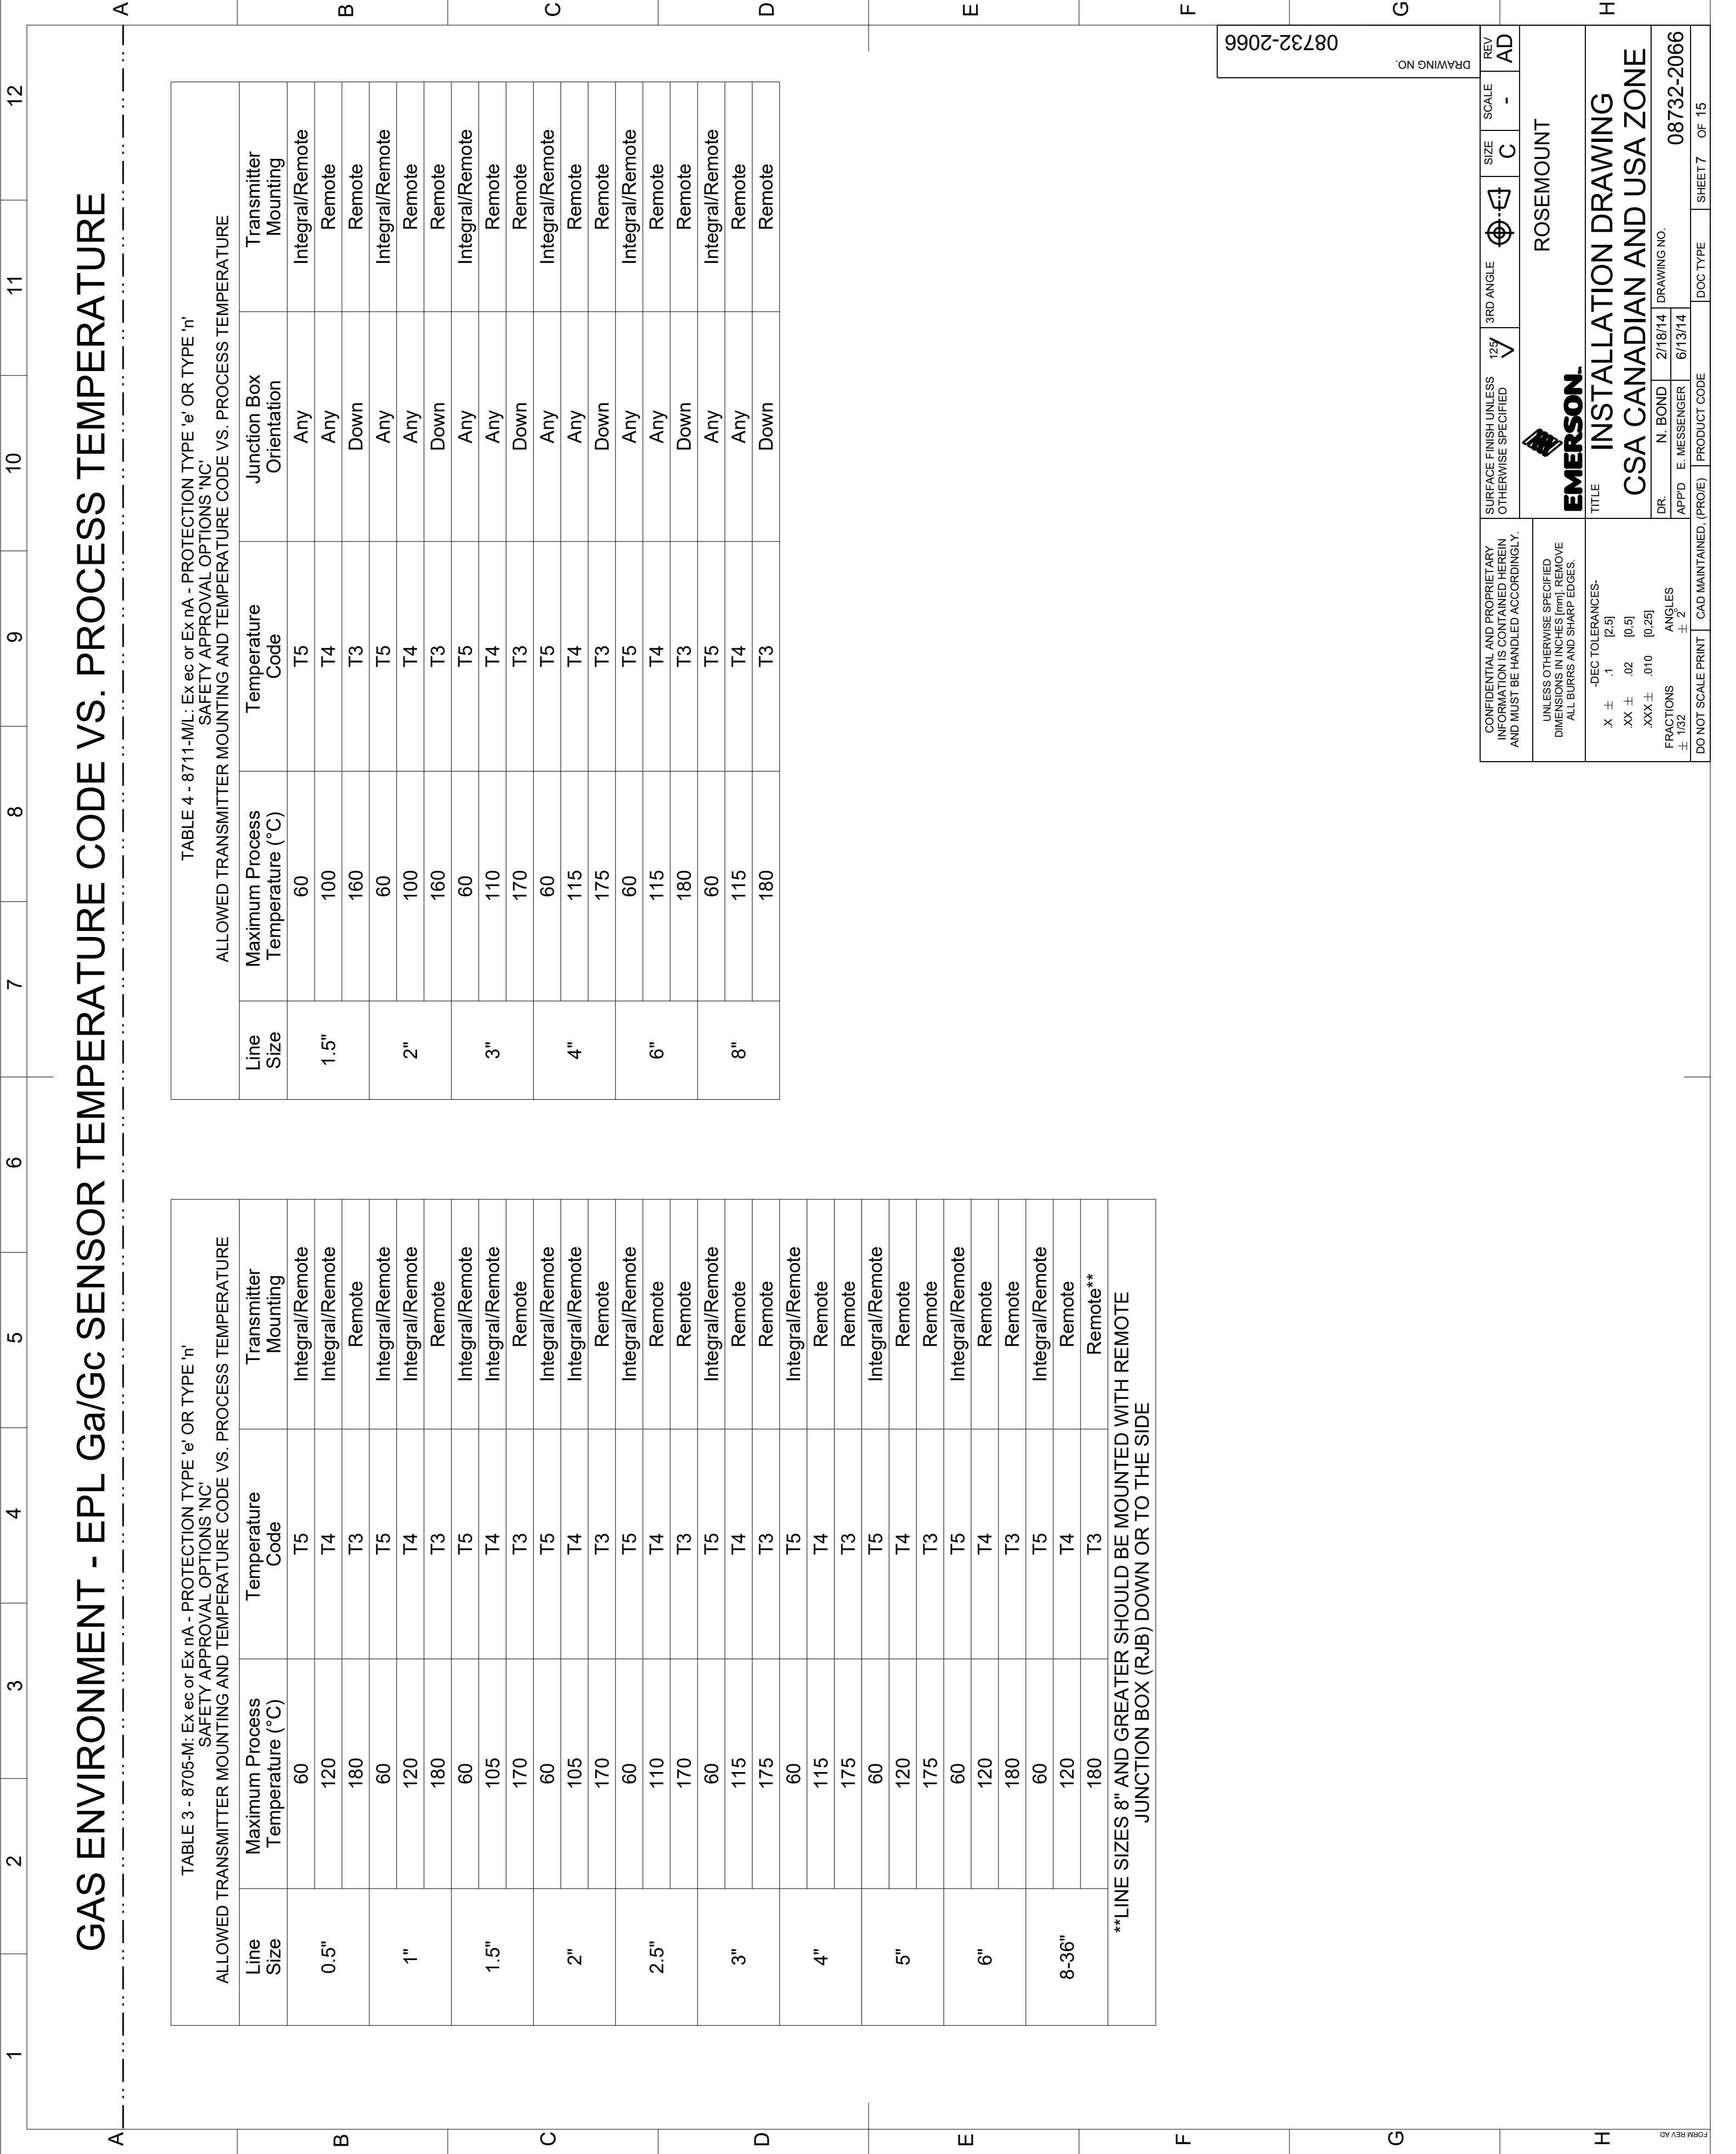 1 2 3 4 5 6 7 8 9 10 11 12
A A
GAS ENVIRONMENT - EPL Ga/Gc SENSOR TEMPERATURE CODE VS. PROCESS TEMPERATURE
TABLE 3 - 8705-M: Ex ec or Ex nA - PROTECTION TYPE 'e' OR TYPE 'n'
SAFETY APPROVAL OPTIONS 'NC'
ALLOWED TRANSMITTER MOUNTING AND TEMPERATURE CODE VS. PROCESS TEMPERATURE
Line Size Maximum Process Temperature (°C) Temperature Code Transmitter Mounting
0.5" 60 T5 Integral/Remote
120 T4 Integral/Remote
180 T3 Remote
1" 60 T5 Integral/Remote
120 T4 Integral/Remote
180 T3 Remote
1.5" 60 T5 Integral/Remote
105 T4 Integral/Remote
170 T3 Remote
2" 60 T5 Integral/Remote
105 T4 Integral/Remote
170 T3 Remote
2.5" 60 T5 Integral/Remote
110 T4 Remote
170 T3 Remote
3" 60 T5 Integral/Remote
115 T4 Remote
175 T3 Remote
4" 60 T5 Integral/Remote
115 T4 Remote
175 T3 Remote
5" 60 T5 Integral/Remote
120 T4 Remote
175 T3 Remote
6" 60 T5 Integral/Remote
120 T4 Remote
180 T3 Remote
8-36" 60 T5 Integral/Remote
120 T4 Remote
180 T3 Remote**
**LINE SIZES 8" AND GREATER SHOULD BE MOUNTED WITH REMOTE
JUNCTION BOX (RJB) DOWN OR TO THE SIDE
TABLE 4 - 8711-M/L: Ex ec or Ex nA - PROTECTION TYPE 'e' OR TYPE 'n'
SAFETY APPROVAL OPTIONS 'NC'
ALLOWED TRANSMITTER MOUNTING AND TEMPERATURE CODE VS. PROCESS TEMPERATURE
Line Size Maximum Process Temperature (°C) Temperature Code Junction Box Orientation Transmitter Mounting
1.5" 60 T5 Any Integral/Remote
100 T4 Any Remote
160 T3 Down Remote
2" 60 T5 Any Integral/Remote
100 T4 Any Remote
160 T3 Down Remote
3" 60 T5 Any Integral/Remote
110 T4 Any Remote
170 T3 Down Remote
4" 60 T5 Any Integral/Remote
115 T4 Any Remote
175 T3 Down Remote
6" 60 T5 Any Integral/Remote
115 T4 Any Remote
180 T3 Down Remote
8" 60 T5 Any Integral/Remote
115 T4 Any Remote
180 T3 Down Remote
B B
C C
D D
E E
F F
G G
H H
DRAWING NO.
08732-2066
CONFIDENTIAL AND PROPRIETARY
INFORMATION IS CONTAINED HEREIN
AND MUST BE HANDLED ACCORDINGLY.
UNLESS OTHERWISE SPECIFIED
DIMENSIONS IN INCHES [mm]. REMOVE
ALL BURRS AND SHARP EDGES.
-DEC TOLERANCES-
.X ± .1 [2,5]
.XX ± .02 [0,5]
.XXX ± .010 [0,25]
FRACTIONS ANGLES
± 1/32 ± 2°
DO NOT SCALE PRINT
CAD MAINTAINED, (PRO/E)
SURFACE FINISH UNLESS
OTHERWISE SPECIFIED
125
3RD ANGLE
SIZE
C
SCALE
-
REV
AD
EMERSON™
ROSEMOUNT
TITLE
INSTALLATION DRAWING
CSA CANADIAN AND USA ZONE
DR. N. BOND 2/18/14
APP'D E. MESSENGER 6/13/14
DRAWING NO.
08732-2066
PRODUCT CODE
DOC TYPE
SHEET 7 OF 15
FORM REV AD